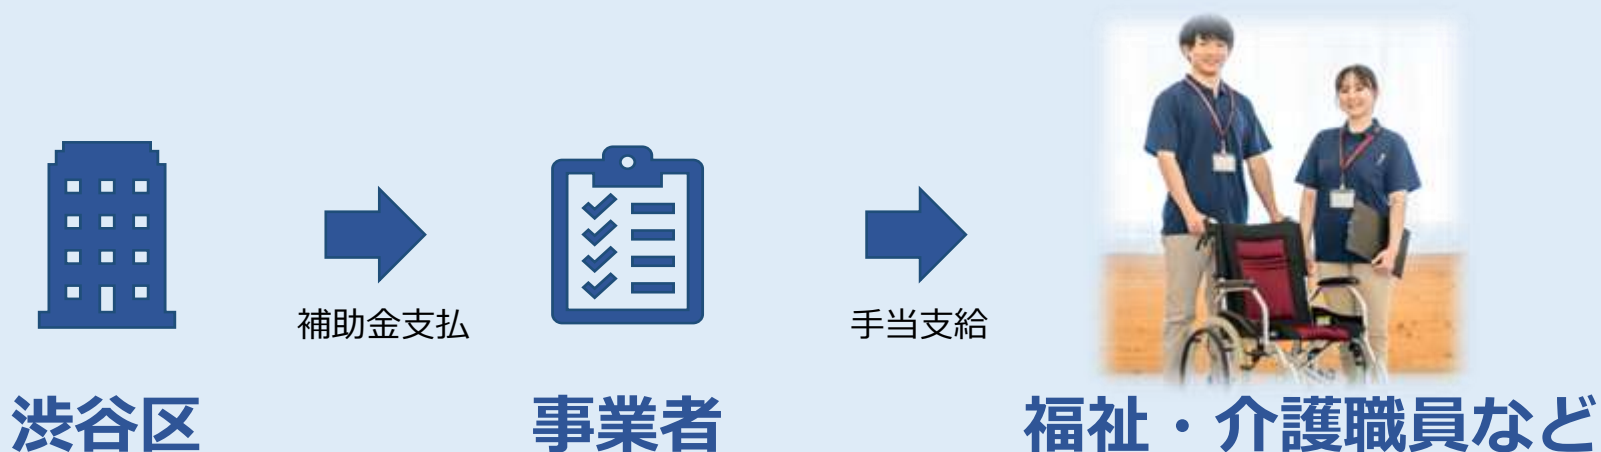 補助金支払
手当支給
渋谷区
事業者
福祉・介護職員など